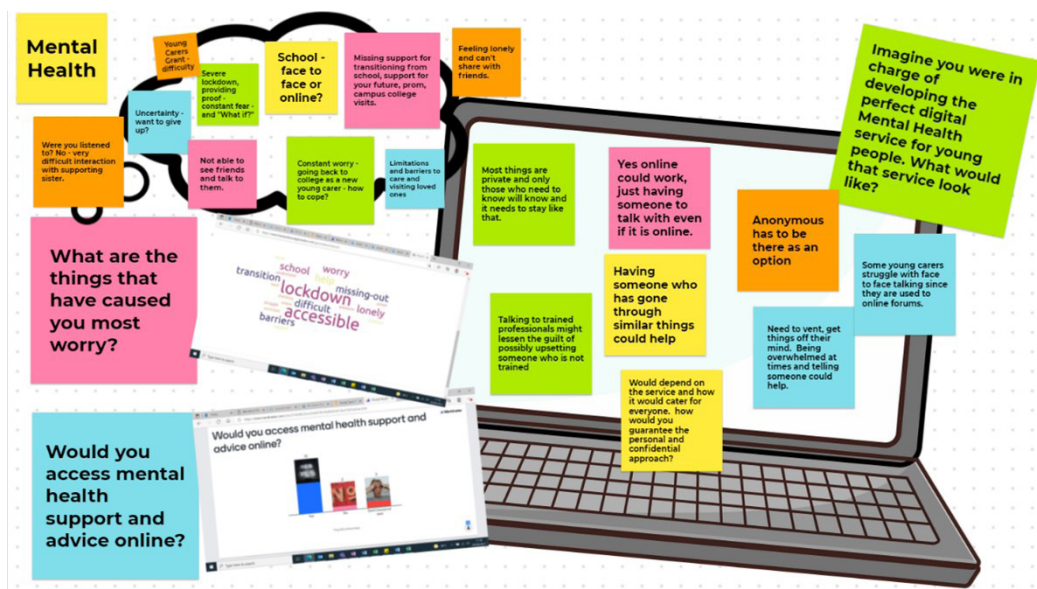 Mental
Health
Young
Carers
Grant -
difficulty
Severe
lockdown,
providing
proof -
constant fear -
and "What if?"
School -
face to
face or
online?
Missing support for
transitioning from
school, support for
your future, prom,
campus college
visits.
Feeling lonely
and can't
share with
friends.
Uncertainty -
want to give
up?
Were you listened
to? No - very
difficult interaction
with supporting
sister.
Not able to
see friends
and talk to
them.
Constant worry -
going back to
college as a new
young carer - how
to cope?
Limitations
and barriers to
care and
visiting loved
ones
What are the
things that
have caused
you most
worry?
school worry
transition help missing-out
lockdown
difficult lonely
barriers accessible
Would you
access mental
health
support and
advice online?
Would you access mental health support and
advice online?
Imagine you were in
charge of
developing the
perfect digital
Mental Health
service for young
people. What would
that service look
like?
Most things are
private and only
those who need to
know will know and
it needs to stay like
that.
Yes online
could work,
just having
someone to
talk with even
if it is online.
Anonymous
has to be
there as an
option
Some young carers
struggle with face
to face talking since
they are used to
online forums.
Having
someone who
has gone
through
similar things
could help
Talking to trained
professionals might
lessen the guilt of
possibly upsetting
someone who is not
trained
Need to vent, get
things off their
mind. Being
overwhelmed at
times and telling
someone could
help.
Would depend on
the service and how
it would cater for
everyone. how
would you
guarantee the
personal and
confidential
approach?